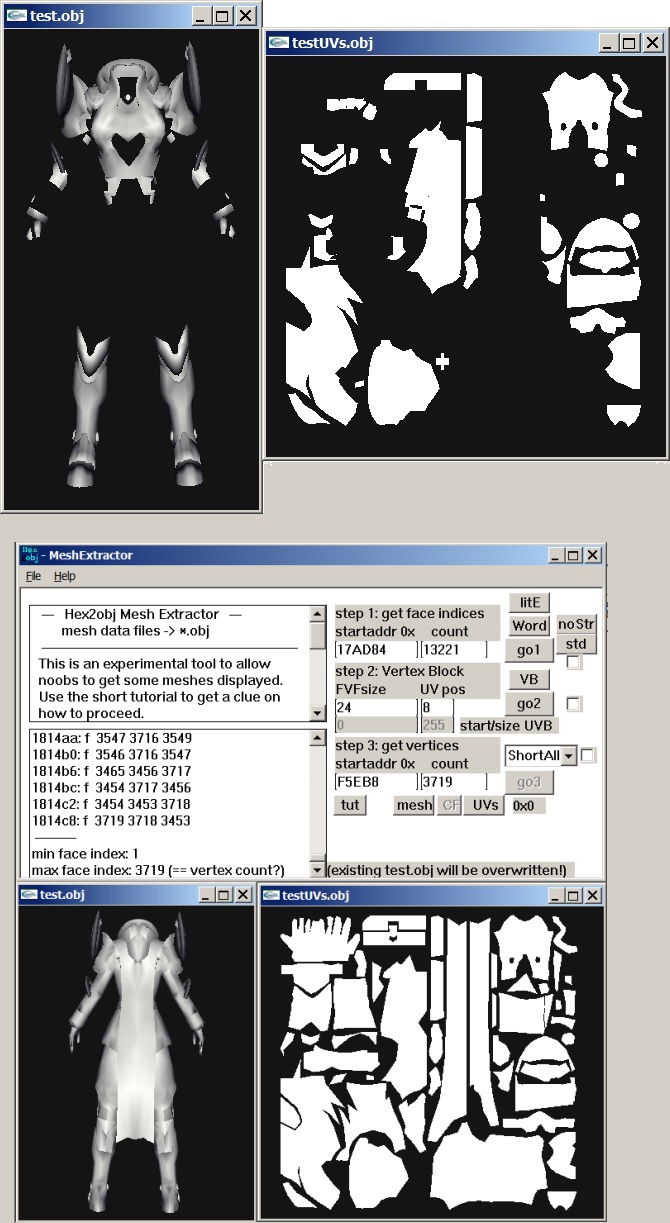 test.obj
testUVs.obj
Hex
obj
- MeshExtractor
File Help
— Hex2obj Mesh Extractor —
mesh data files -> *.obj
This is an experimental tool to allow
noobs to get some meshes displayed.
Use the short tutorial to get a clue on
how to proceed.
1814aa: f 3547 3716 3549
1814b0: f 3546 3716 3547
1814b6: f 3465 3456 3717
1814bc: f 3454 3717 3456
1814c2: f 3454 3453 3718
1814c8: f 3719 3718 3453
min face index: 1
max face index: 3719 (== vertex count?)
step 1: get face indices
startaddr 0x count
17AD84 13221
step 2: Vertex Block
FVFsize UV pos
24 8
0 255 start/size UVB
step 3: get vertices
startaddr 0x count
F5EB8 3719
tut mesh CF UVs 0x0
litE
Word noStr
go1 std
VB
go2
ShortAll
go3
(existing test.obj will be overwritten!)
test.obj
testUVs.obj